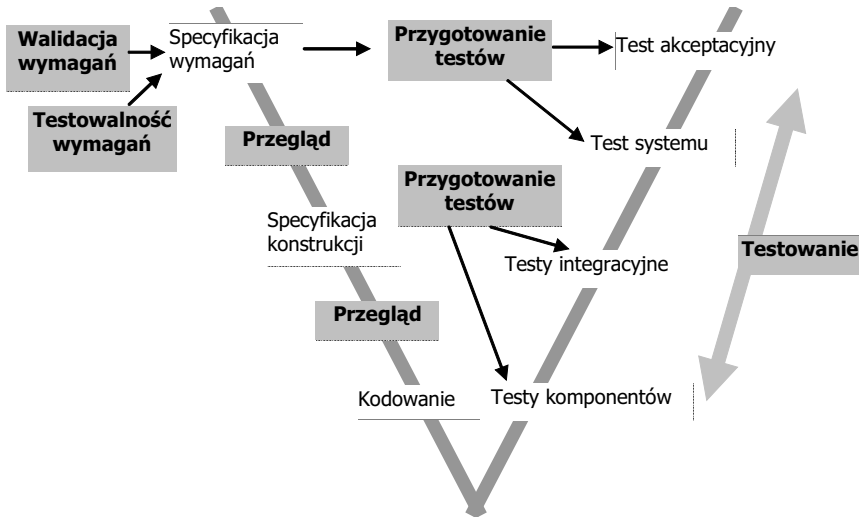 Walidacja
wymagań
Specyfikacja
wymagań
Przygotowanie
testów
Test akceptacyjny
Testowalność
wymagań
Przegląd
Test systemu
Przygotowanie
testów
Specyfikacja
konstrukcji
Testy integracyjne
Testowanie
Przegląd
Kodowanie
Testy komponentów